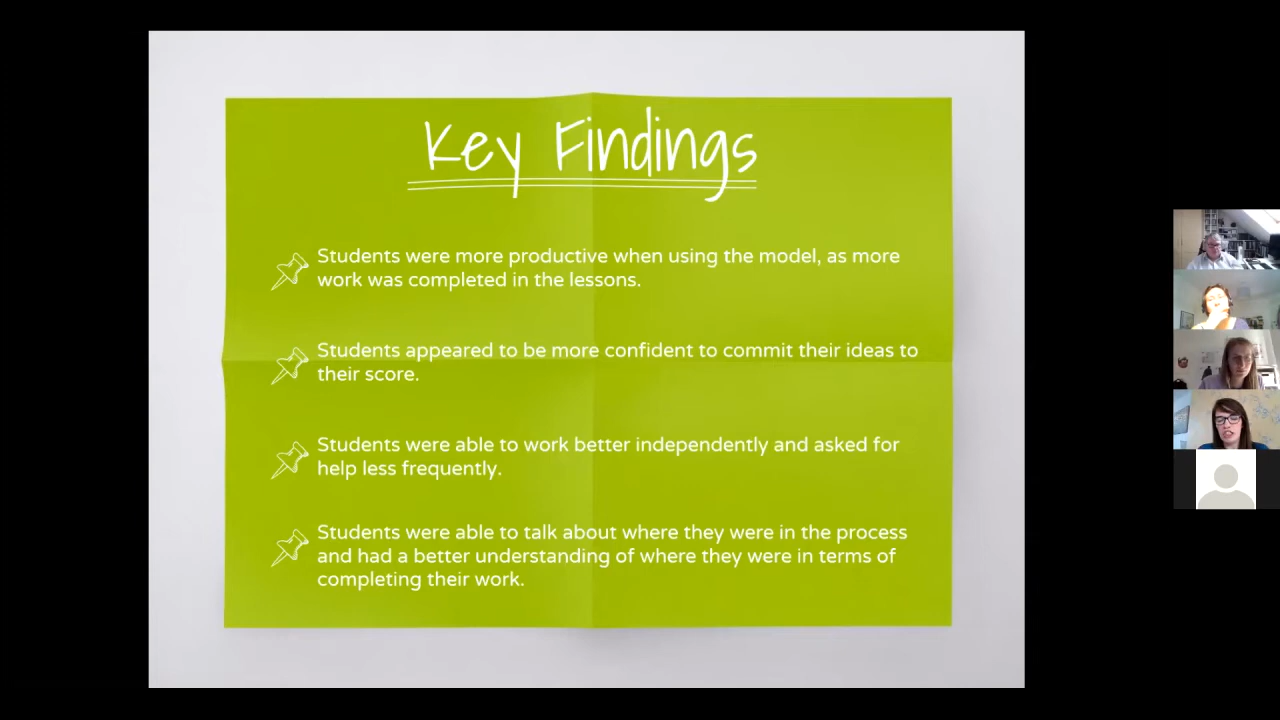 Key Findings
Students were more productive when using the model, as more
work was completed in the lessons.
Students appeared to be more confident to commit their ideas to
their score.
Students were able to work better independently and asked for
help less frequently.
Students were able to talk about where they were in the process
and had a better understanding of where they were in terms of
completing their work.